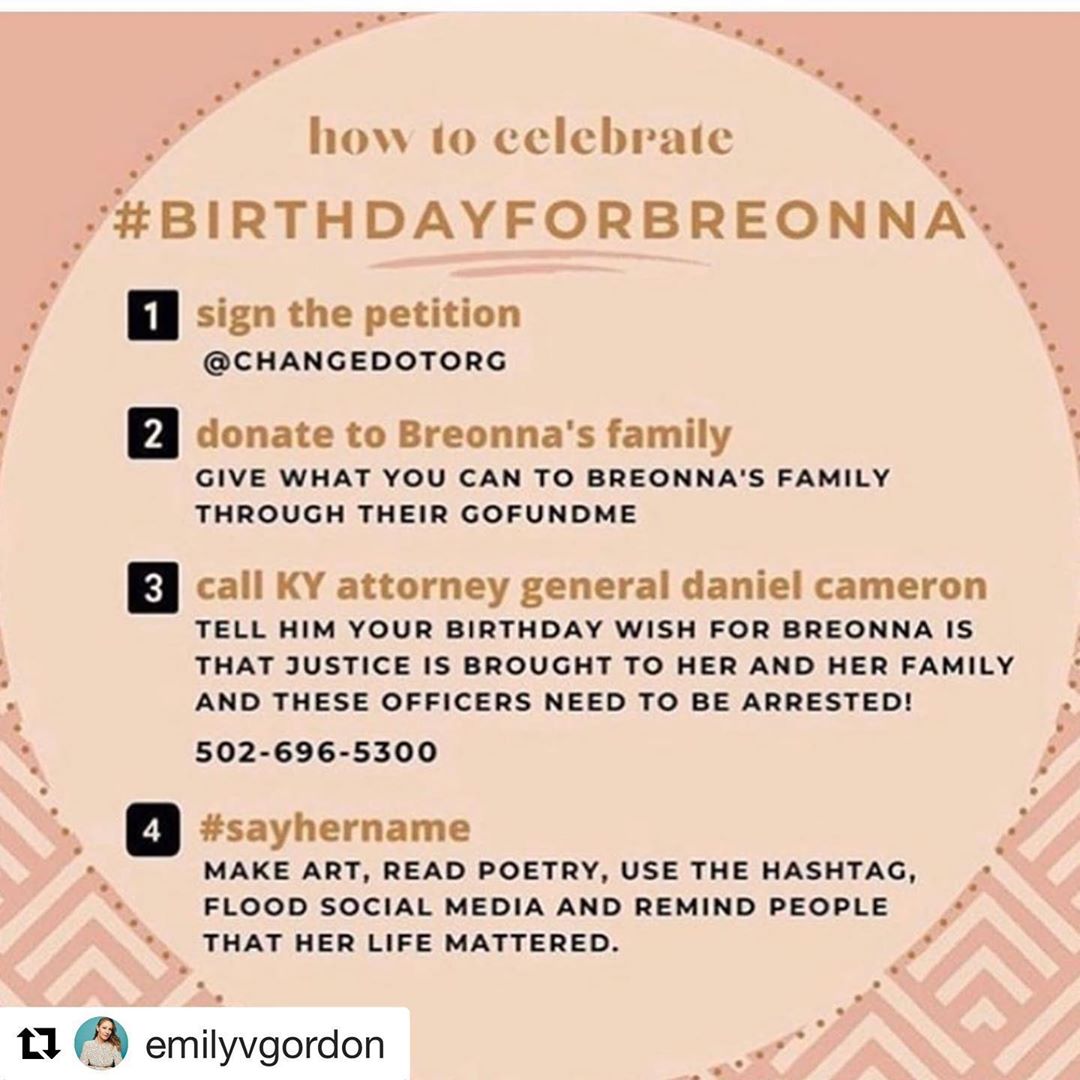 how to celebrate
#BIRTHDAYFORBREONNA
1 sign the petition
@CHANGEDOTORG
2 donate to Breonna's family
GIVE WHAT YOU CAN TO BREONNA'S FAMILY
THROUGH THEIR GOFUNDME
3 call KY attorney general daniel cameron
TELL HIM YOUR BIRTHDAY WISH FOR BREONNA IS
THAT JUSTICE IS BROUGHT TO HER AND HER FAMILY
AND THESE OFFICERS NEED TO BE ARRESTED!
502-696-5300
4 #sayhername
MAKE ART, READ POETRY, USE THE HASHTAG,
FLOOD SOCIAL MEDIA AND REMIND PEOPLE
THAT HER LIFE MATTERED.
emilyvgordon